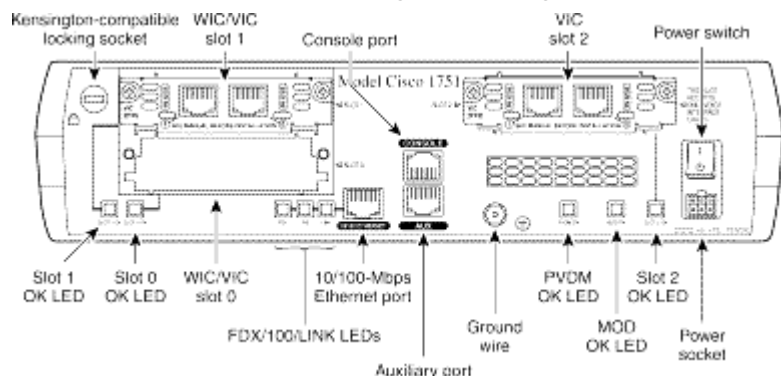 Kensington-compatible
locking socket
WIC/VIC
slot 1
Console port
VIC
slot 2
Power switch
Model Cisco 1751
CONSOLE
AUX
Slot 1
OK LED
Slot 0
OK LED
WIC/VIC
slot 0
10/100-Mbps
Ethernet port
FDX/100/LINK LEDs
Auxiliary port
Ground
wire
PVDM
OK LED
MOD
OK LED
Slot 2
OK LED
Power
socket